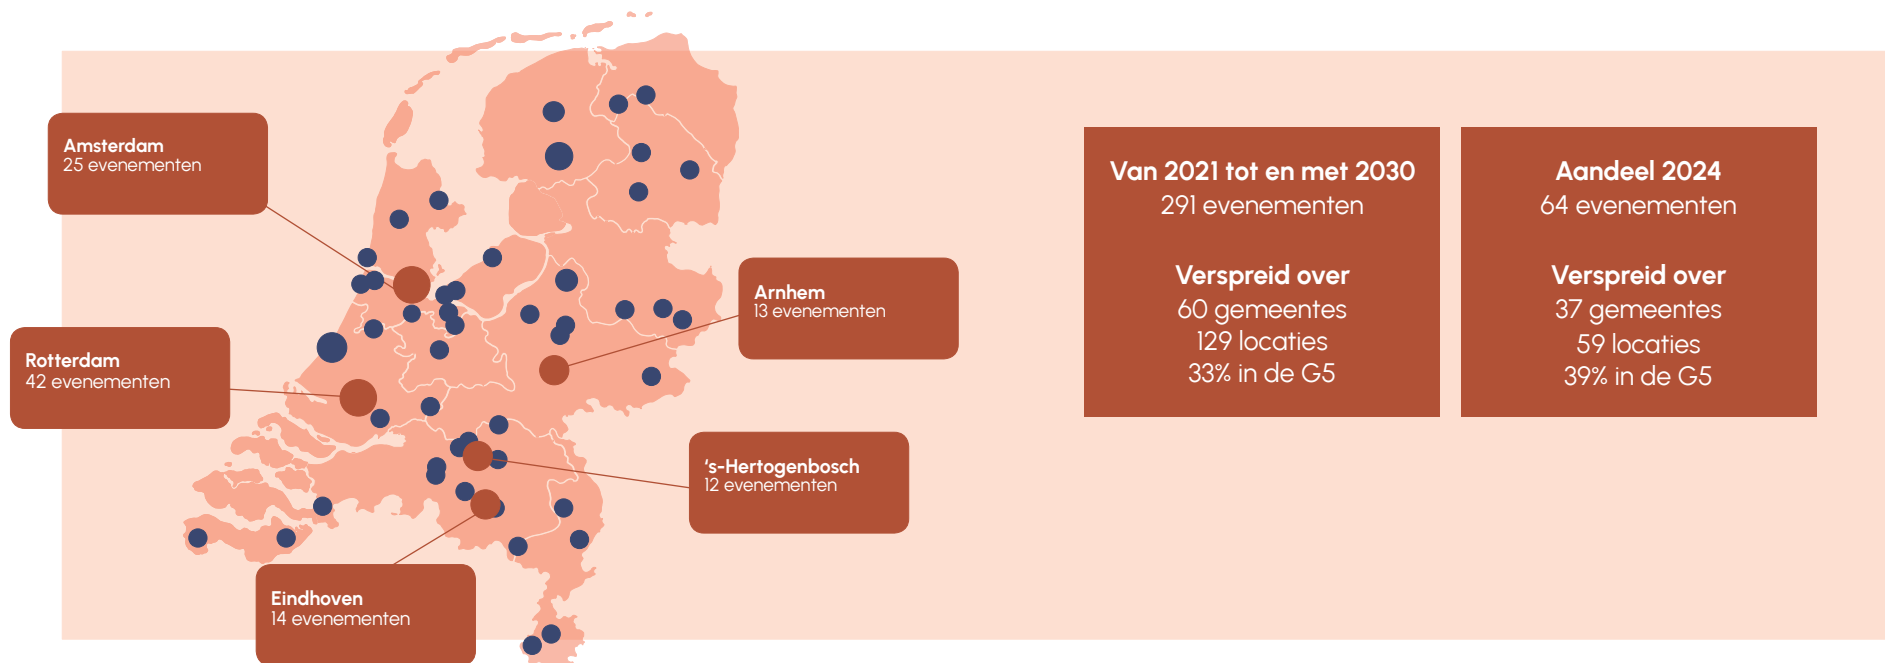 Amsterdam
25 evenementen
Rotterdam
42 evenementen
Eindhoven
14 evenementen
Arnhem
13 evenementen
‘s-Hertogenbosch
12 evenementen
Van 2021 tot en met 2030
291 evenementen
Verspreid over
60 gemeentes
129 locaties
33% in de G5
Aandeel 2024
64 evenementen
Verspreid over
37 gemeentes
59 locaties
39% in de G5